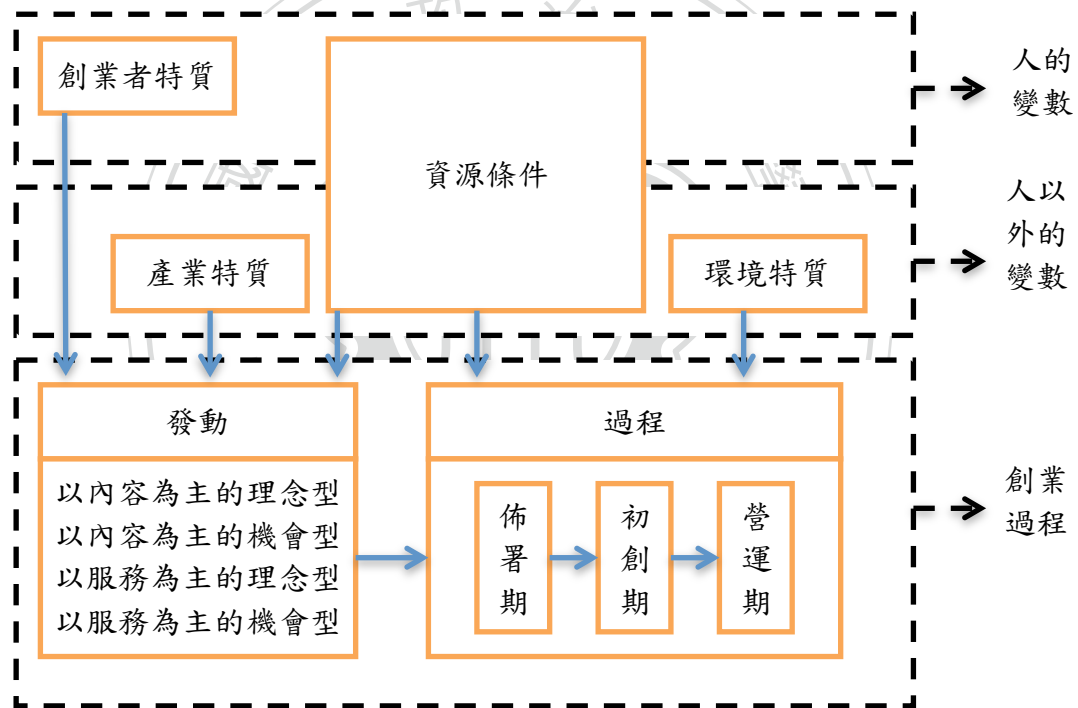 創業者特質
資源條件
人的
變數
產業特質
環境特質
人以
外的
變數
發動
以內容為主的理念型
以內容為主的機會型
以服務為主的理念型
以服務為主的機會型
過程
佈署期
初創期
營運期
創業
過程